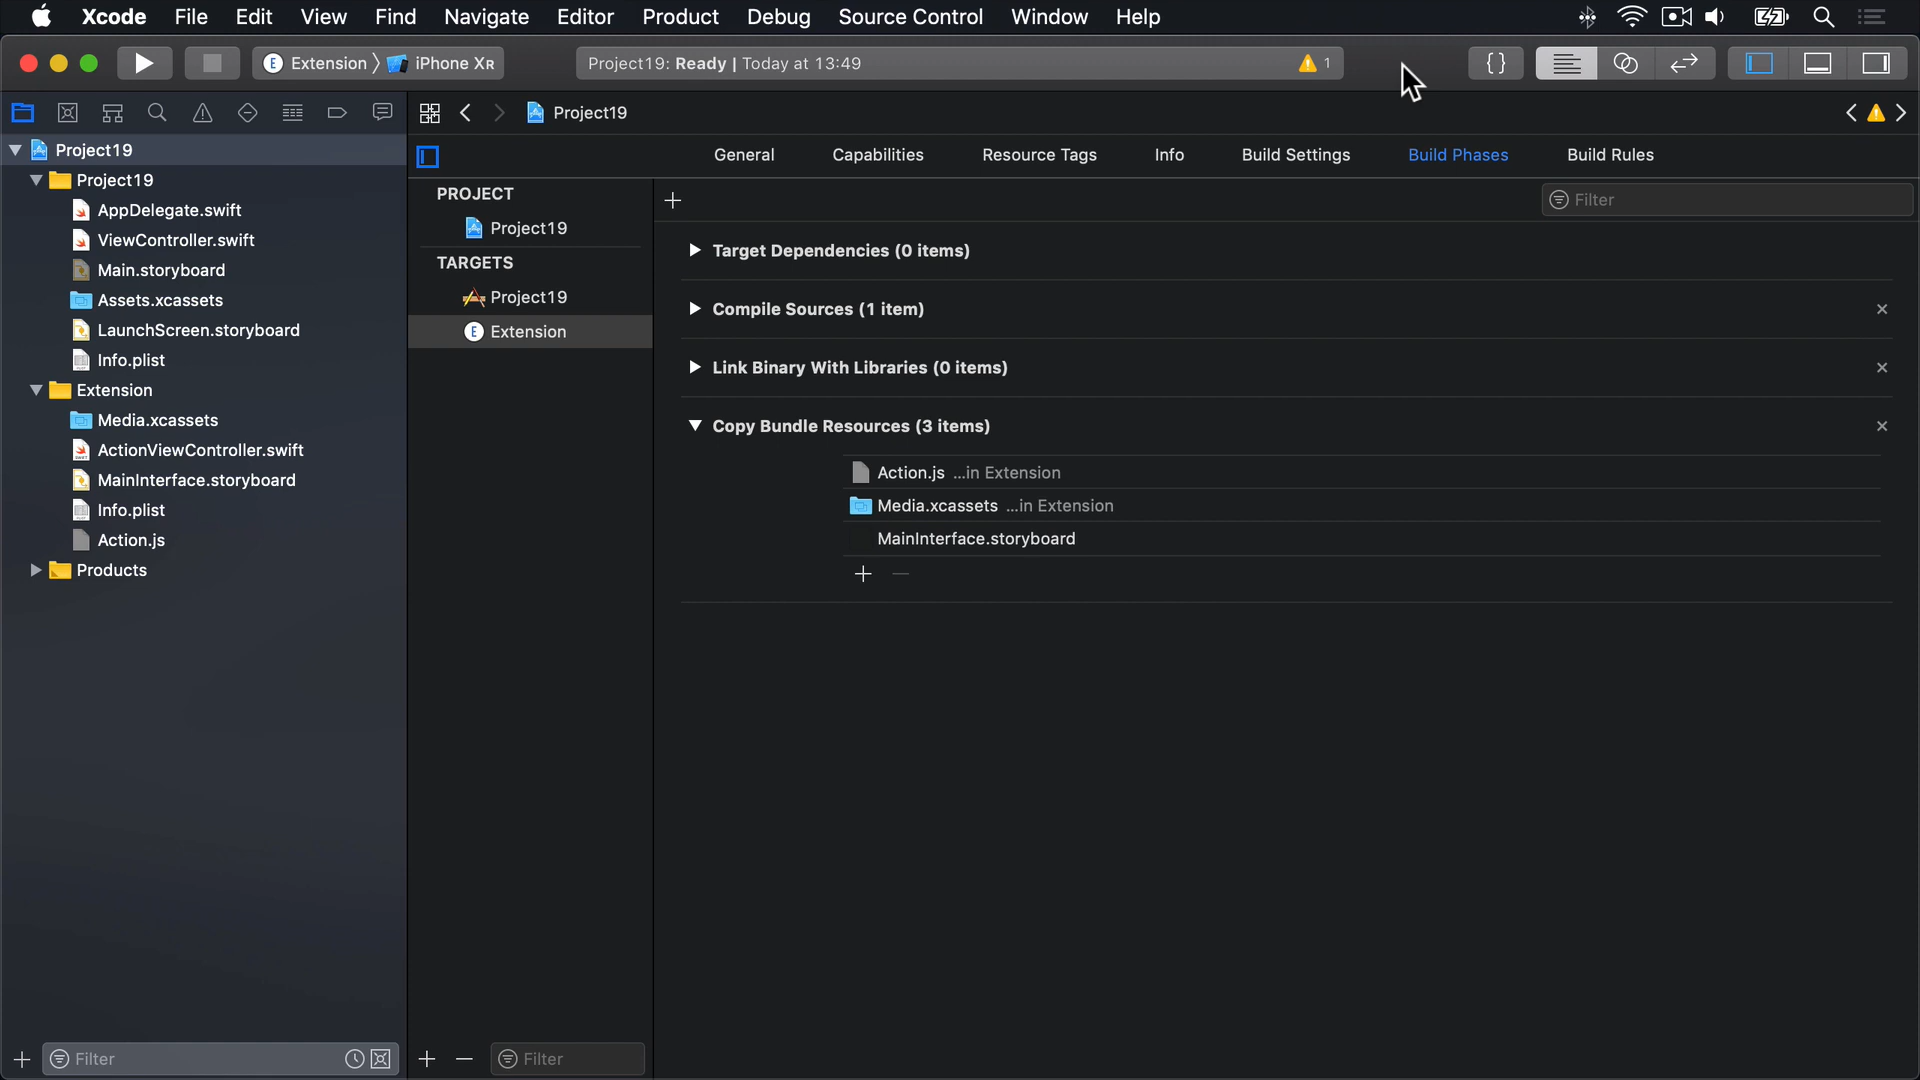 Xcode File Edit View Find Navigate Editor Product Debug Source Control Window Help
Extension iPhone XR
Project19: Ready | Today at 13:49
1
Project19
Project19
Project19
AppDelegate.swift
ViewController.swift
Main.storyboard
Assets.xcassets
LaunchScreen.storyboard
Info.plist
Extension
Media.xcassets
ActionViewController.swift
MainInterface.storyboard
Info.plist
Action.js
Products
Filter
General Capabilities Resource Tags Info Build Settings Build Phases Build Rules
PROJECT
Project19
TARGETS
Project19
E Extension
Filter
Filter
Target Dependencies (0 items)
Compile Sources (1 item)
Link Binary With Libraries (0 items)
Copy Bundle Resources (3 items)
Action.js ...in Extension
Media.xcassets ...in Extension
MainInterface.storyboard